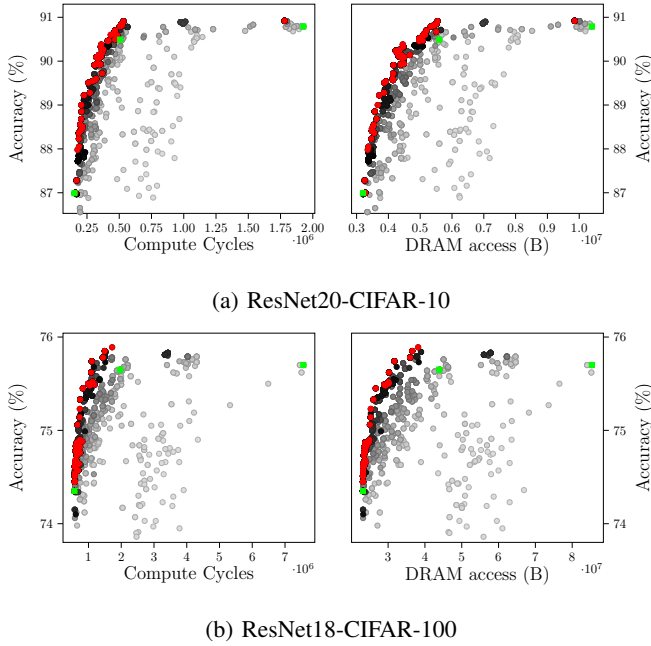 91
90
89
88
87
Accuracy (%)
0.25 0.50 0.75 1.00 1.25 1.50 1.75 2.00
Compute Cycles
·10⁶
91
90
89
88
87
Accuracy (%)
0.3 0.4 0.5 0.6 0.7 0.8 0.9 1.0
DRAM access (B)
·10⁷
(a) ResNet20-CIFAR-10
76
75
74
Accuracy (%)
1 2 3 4 5 6 7
Compute Cycles
·10⁶
76
75
74
Accuracy (%)
3 4 5 6 7 8
DRAM access (B)
·10⁷
(b) ResNet18-CIFAR-100